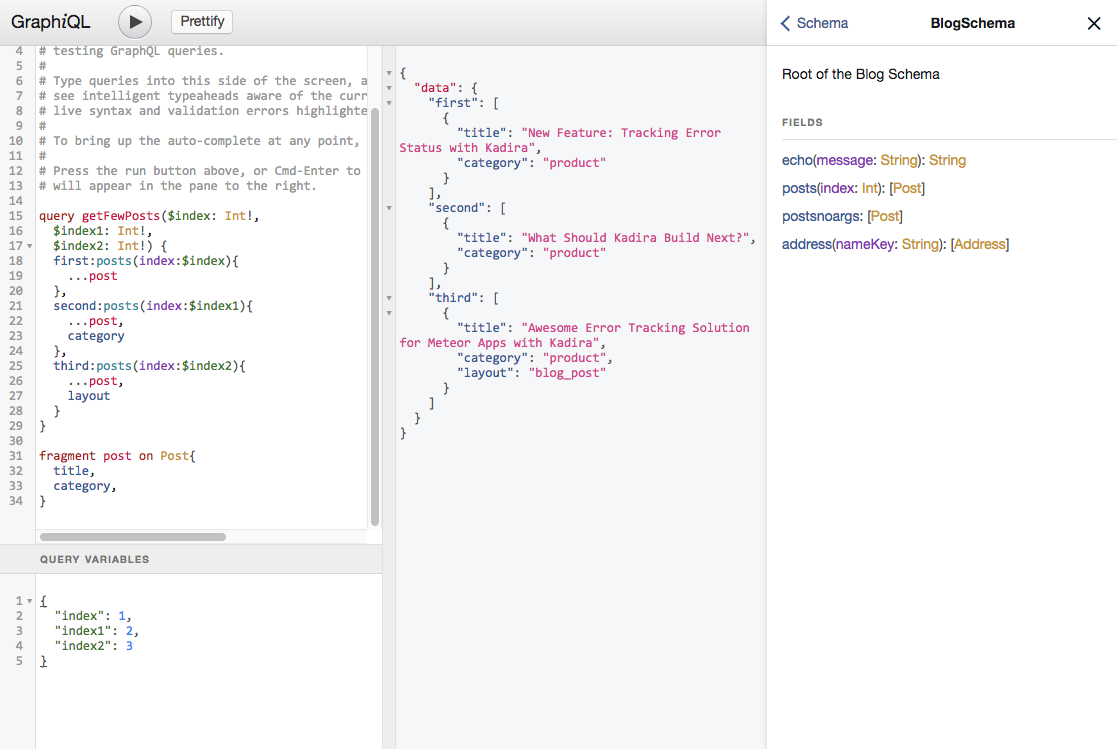 GraphiQL
Prettify
4 # testing GraphQL queries.
5 #
6 # Type queries into this side of the screen, a
7 # see intelligent typeaheads aware of the curr
8 # live syntax and validation errors highlighte
9 #
10 # To bring up the auto-complete at any point,
11 #
12 # Press the run button above, or Cmd-Enter to
13 # will appear in the pane to the right.
14
15 query getFewPosts($index: Int!,
16 $index1: Int!,
17 $index2: Int!) {
18 first:posts(index:$index){
19 ...post
20 },
21 second:posts(index:$index1){
22 ...post,
23 category
24 },
25 third:posts(index:$index2){
26 ...post,
27 layout
28 }
29 }
30
31 fragment post on Post{
32 title,
33 category,
34 }
QUERY VARIABLES
1 {
2 "index": 1,
3 "index1": 2,
4 "index2": 3
5 }
{
"data": {
"first": [
{
"title": "New Feature: Tracking Error
Status with Kadira",
"category": "product"
}
],
"second": [
{
"title": "What Should Kadira Build Next?",
"category": "product"
}
],
"third": [
{
"title": "Awesome Error Tracking Solution
for Meteor Apps with Kadira",
"category": "product",
"layout": "blog_post"
}
]
}
}
Schema
BlogSchema
Root of the Blog Schema
FIELDS
echo(message: String): String
posts(index: Int): [Post]
postsnoargs: [Post]
address(nameKey: String): [Address]